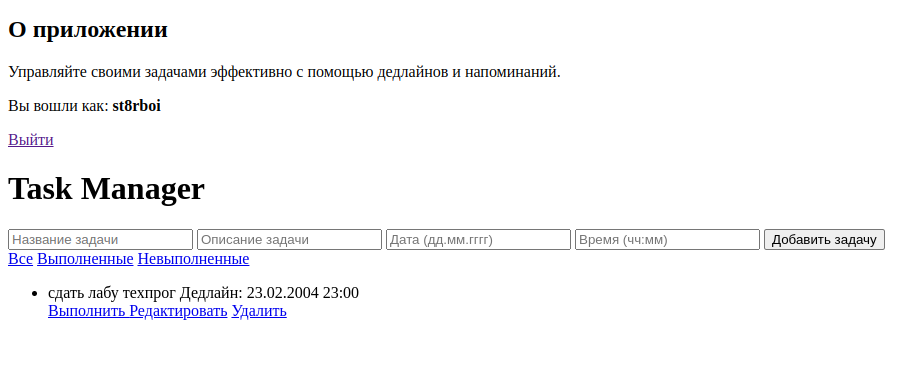 О приложении
Управляйте своими задачами эффективно с помощью дедлайнов и напоминаний.
Вы вошли как: st8rboi
Выйти
Task Manager
Название задачи Описание задачи Дата (дд.мм.гггг) Время (чч:мм) Добавить задачу
Все Выполненные Невыполненные
сдать лабу техпрог Дедлайн: 23.02.2004 23:00
Выполнить Редактировать Удалить